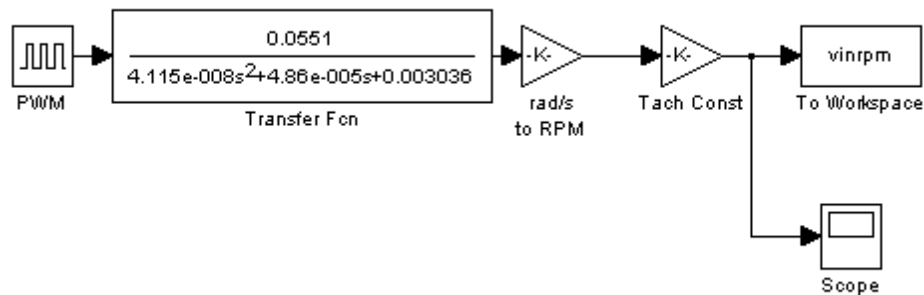 0.0551
4.115e-008s2+4.86e-005s+0.003036
-K-
-K-
vinrpm
PWM
Transfer Fcn
rad/s
to RPM
Tach Const
To Workspace
Scope